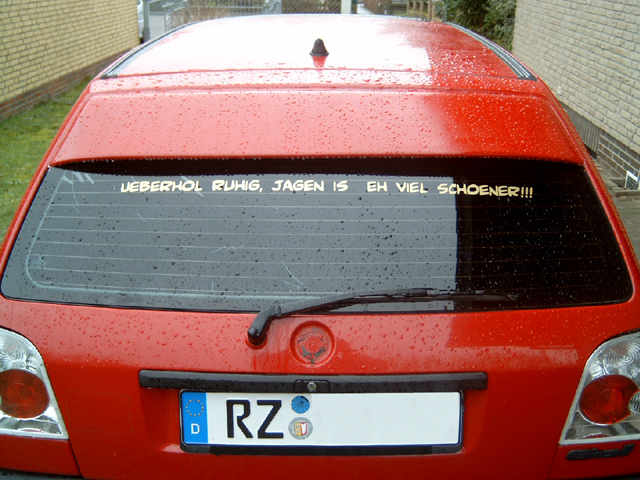 UEBERHOL RUHIG, JAGEN IS EH VIEL SCHOENER!!!
RZ
D